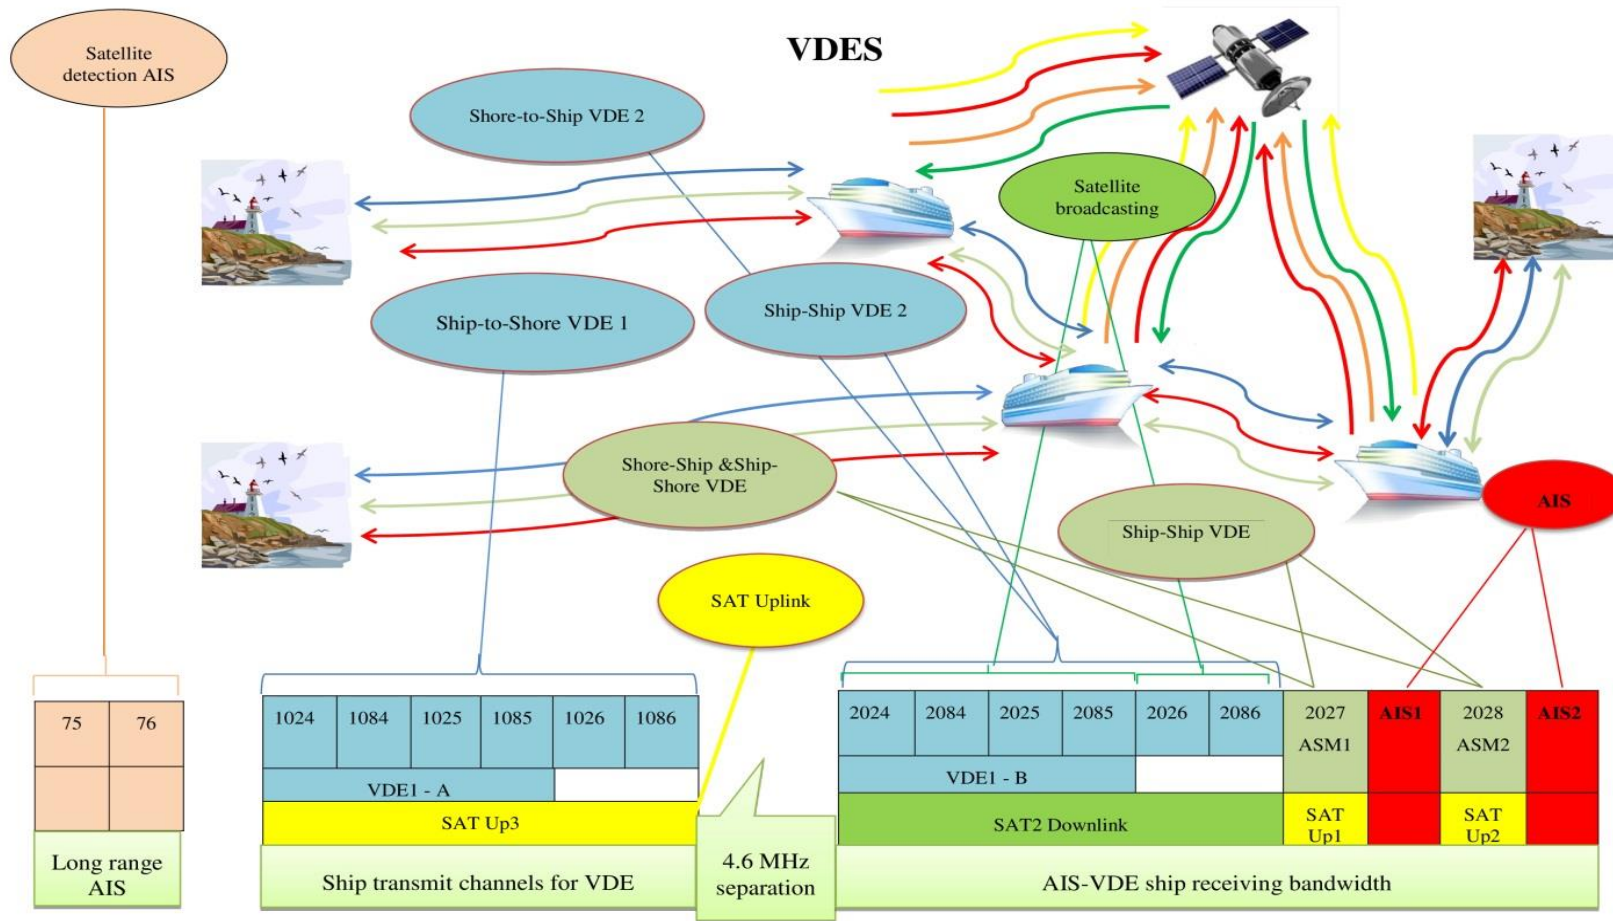 VDES
Satellite
detection AIS
Shore-to-Ship VDE 2
Satellite
broadcasting
Ship-to-Shore VDE 1
Ship-Ship VDE 2
Shore-Ship &Ship-
Shore VDE
Ship-Ship VDE
AIS
SAT Uplink
75 76
1024 1084 1025 1085 1026 1086
2024 2084 2025 2085 2026 2086 2027 AIS1 2028 AIS2
ASM1 ASM2
VDE1 - A
VDE1 - B
SAT Up3
SAT2 Downlink
SAT
Up1
SAT
Up2
Long range
AIS
Ship transmit channels for VDE
4.6 MHz
separation
AIS-VDE ship receiving bandwidth